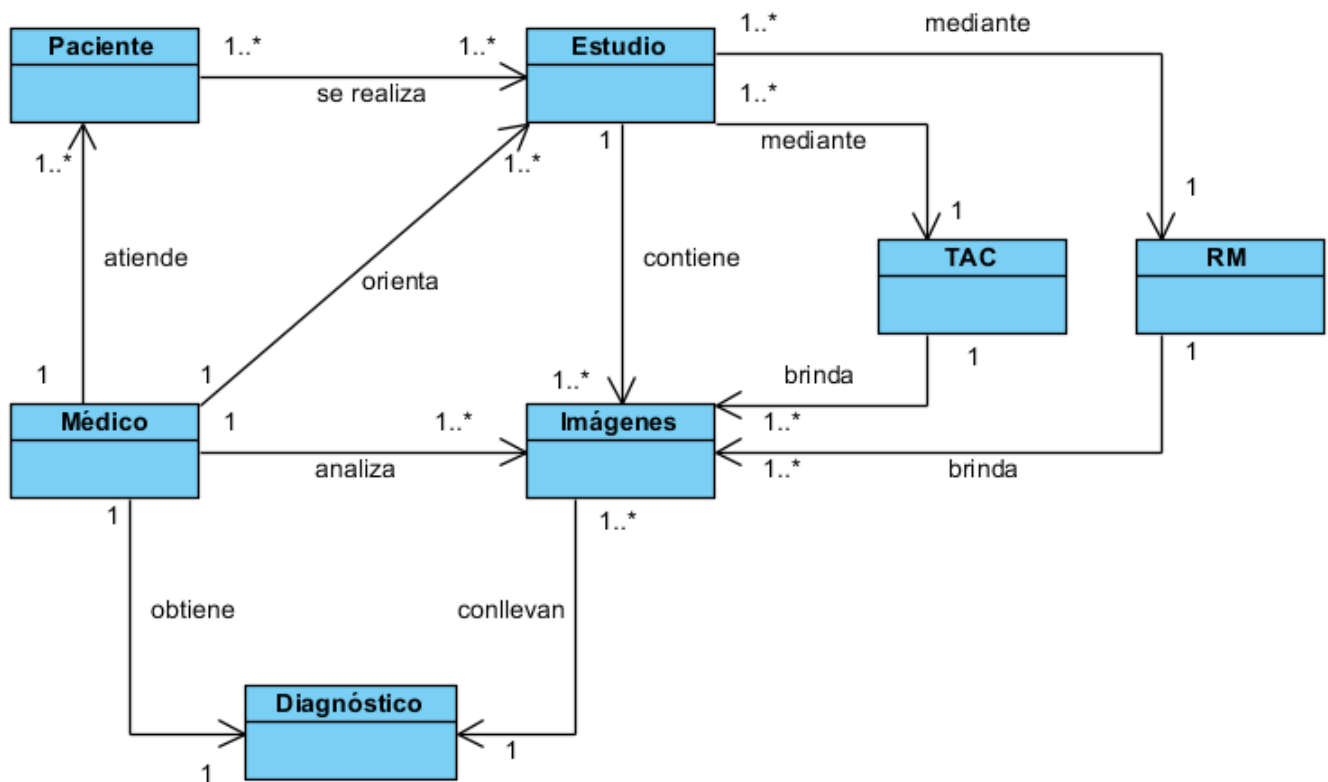 Paciente
1..*
1..*
se realiza
Estudio
1..*
mediante
1..*
mediante
1..*
1..*
1
1
1
atiende
orienta
contiene
TAC
RM
1
1
1
1
1..*
brinda
Médico
1
1..*
analiza
Imágenes
1..*
1..*
brinda
1
1..*
obtiene
conllevan
Diagnóstico
1
1